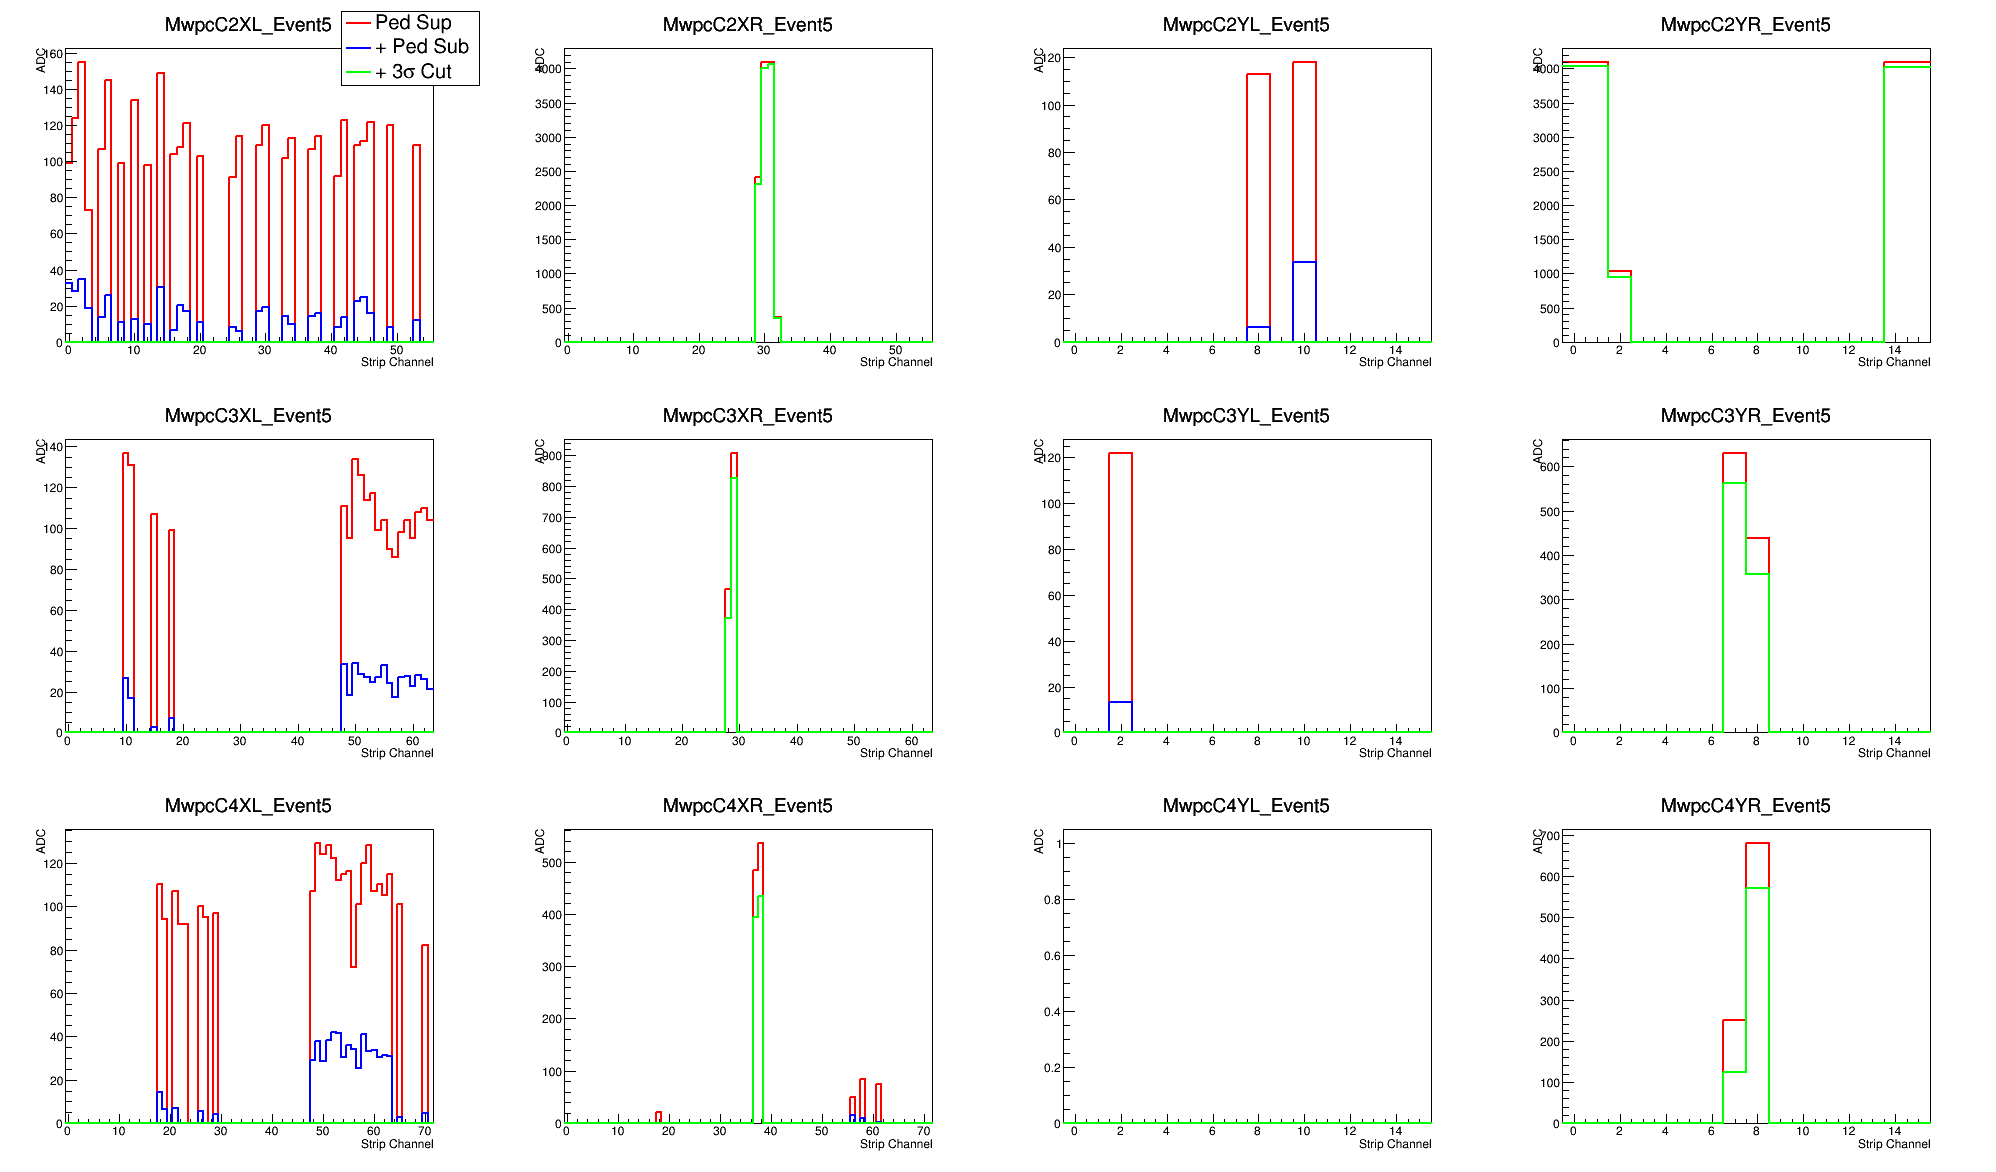 MwpcC2XL_Event5
Ped Sup
+ Ped Sub
+ 3σ Cut
ADC
160
140
120
100
80
60
40
20
0
0 10 20 30 40 50
Strip Channel
MwpcC2XR_Event5
ADC
4000
3500
3000
2500
2000
1500
1000
500
0
0 10 20 30 40 50
Strip Channel
MwpcC2YL_Event5
ADC
120
100
80
60
40
20
0
0 2 4 6 8 10 12 14
Strip Channel
MwpcC2YR_Event5
ADC
4000
3500
3000
2500
2000
1500
1000
500
0
0 2 4 6 8 10 12 14
Strip Channel
MwpcC3XL_Event5
ADC
140
120
100
80
60
40
20
0
0 10 20 30 40 50 60
Strip Channel
MwpcC3XR_Event5
ADC
900
800
700
600
500
400
300
200
100
0
0 10 20 30 40 50 60
Strip Channel
MwpcC3YL_Event5
ADC
120
100
80
60
40
20
0
0 2 4 6 8 10 12 14
Strip Channel
MwpcC3YR_Event5
ADC
600
500
400
300
200
100
0
0 2 4 6 8 10 12 14
Strip Channel
MwpcC4XL_Event5
ADC
120
100
80
60
40
20
0
0 10 20 30 40 50 60 70
Strip Channel
MwpcC4XR_Event5
ADC
500
400
300
200
100
0
0 10 20 30 40 50 60 70
Strip Channel
MwpcC4YL_Event5
ADC
1
0.8
0.6
0.4
0.2
0
0 2 4 6 8 10 12 14
Strip Channel
MwpcC4YR_Event5
ADC
700
600
500
400
300
200
100
0
0 2 4 6 8 10 12 14
Strip Channel